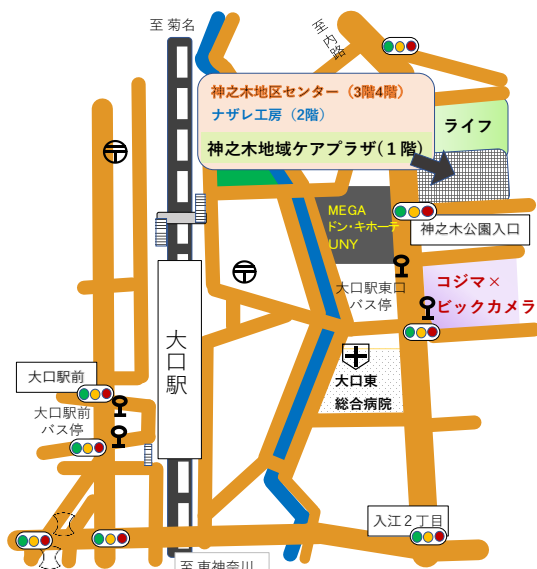 至 菊名
至内路
神之木地区センター（3階4階）
ナザレ工房（2階）
神之木地域ケアプラザ(１階)
ライフ
MEGA
ドン・キホーテ
UNY
神之木公園入口
大口駅東口
バス停
コジマ×
ビックカメラ
大口駅
大口駅前
大口駅前
バス停
大口東
総合病院
入江２丁目
至 東神奈川